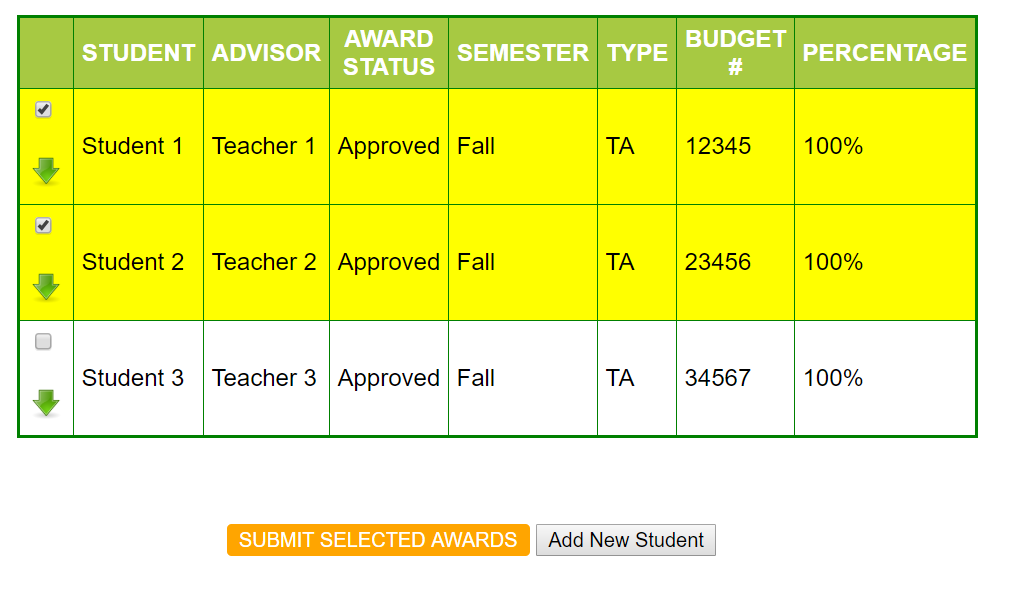 STUDENT ADVISOR AWARD STATUS SEMESTER TYPE BUDGET # PERCENTAGE
Student 1 Teacher 1 Approved Fall TA 12345 100%
Student 2 Teacher 2 Approved Fall TA 23456 100%
Student 3 Teacher 3 Approved Fall TA 34567 100%
SUBMIT SELECTED AWARDS Add New Student